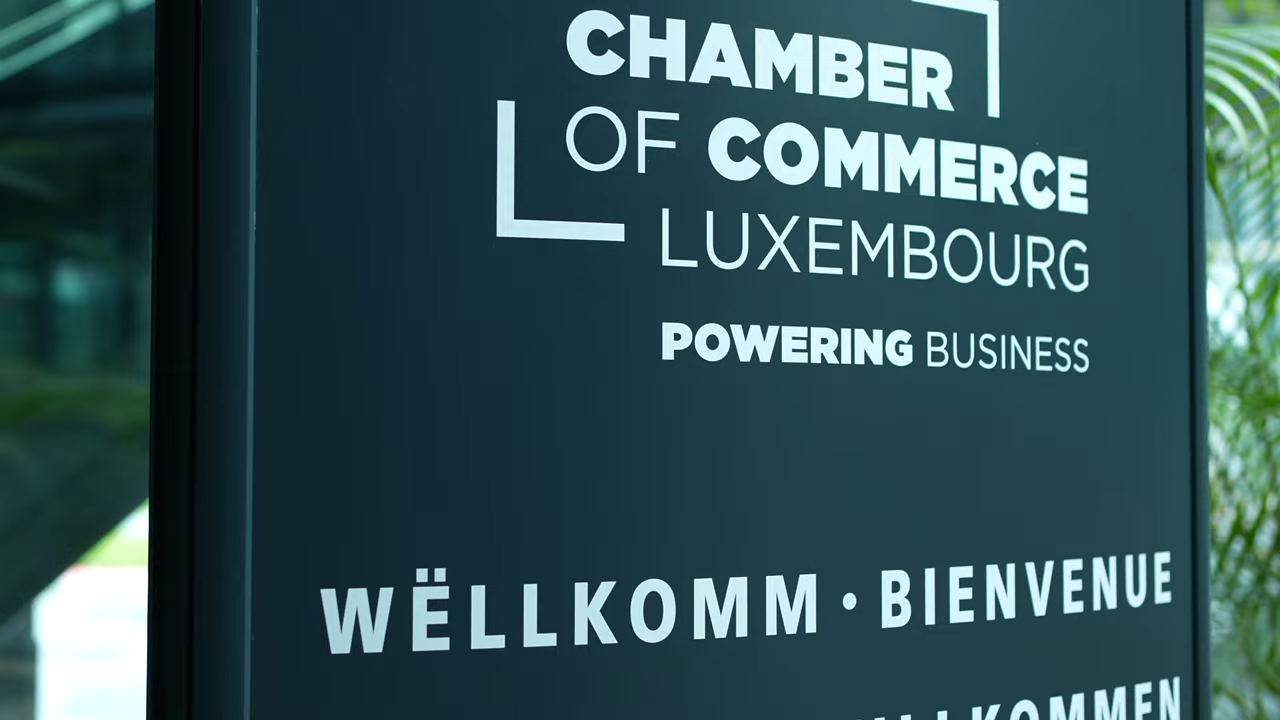 CHAMBER
OF COMMERCE
LUXEMBOURG
POWERING BUSINESS
WËLLKOMM • BIENVENUE